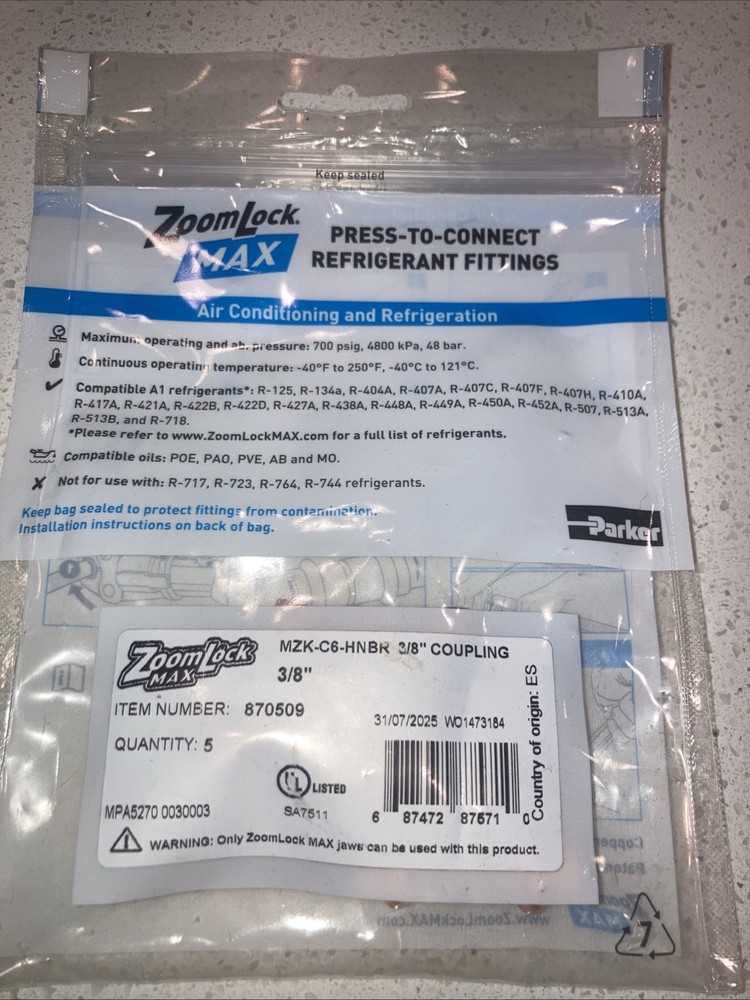 Keep sealed
ZoomLock®
MAX
PRESS-TO-CONNECT
REFRIGERANT FITTINGS
Air Conditioning and Refrigeration
Maximum operating and ab. pressure: 700 psig, 4800 kPa, 48 bar.
Continuous operating temperature: -40°F to 250°F, -40°C to 121°C.
Compatible A1 refrigerants*: R-125, R-134a, R-404A, R-407A, R-407C, R-407F, R-407H, R-410A,
R-417A, R-421A, R-422B, R-422D, R-427A, R-438A, R-448A, R-449A, R-450A, R-452A, R-507, R-513A,
R-513B, and R-718.
*Please refer to www.ZoomLockMAX.com for a full list of refrigerants.
Compatible oils: POE, PAO, PVE, AB and MO.
Not for use with: R-717, R-723, R-764, R-744 refrigerants.
Keep bag sealed to protect fittings from contamination.
Installation instructions on back of bag.
Parker
ZoomLock
MAX
MZK-C6-HNBR 3/8" COUPLING
3/8"
ITEM NUMBER: 870509
31/07/2025 WO1473184
QUANTITY: 5
UL LISTED
SA7511
MPA5270 0030003
6 87472 87571 0
Country of origin: ES
WARNING: Only ZoomLock MAX jaws can be used with this product.
www.ZoomLockMAX.com
MAX
7